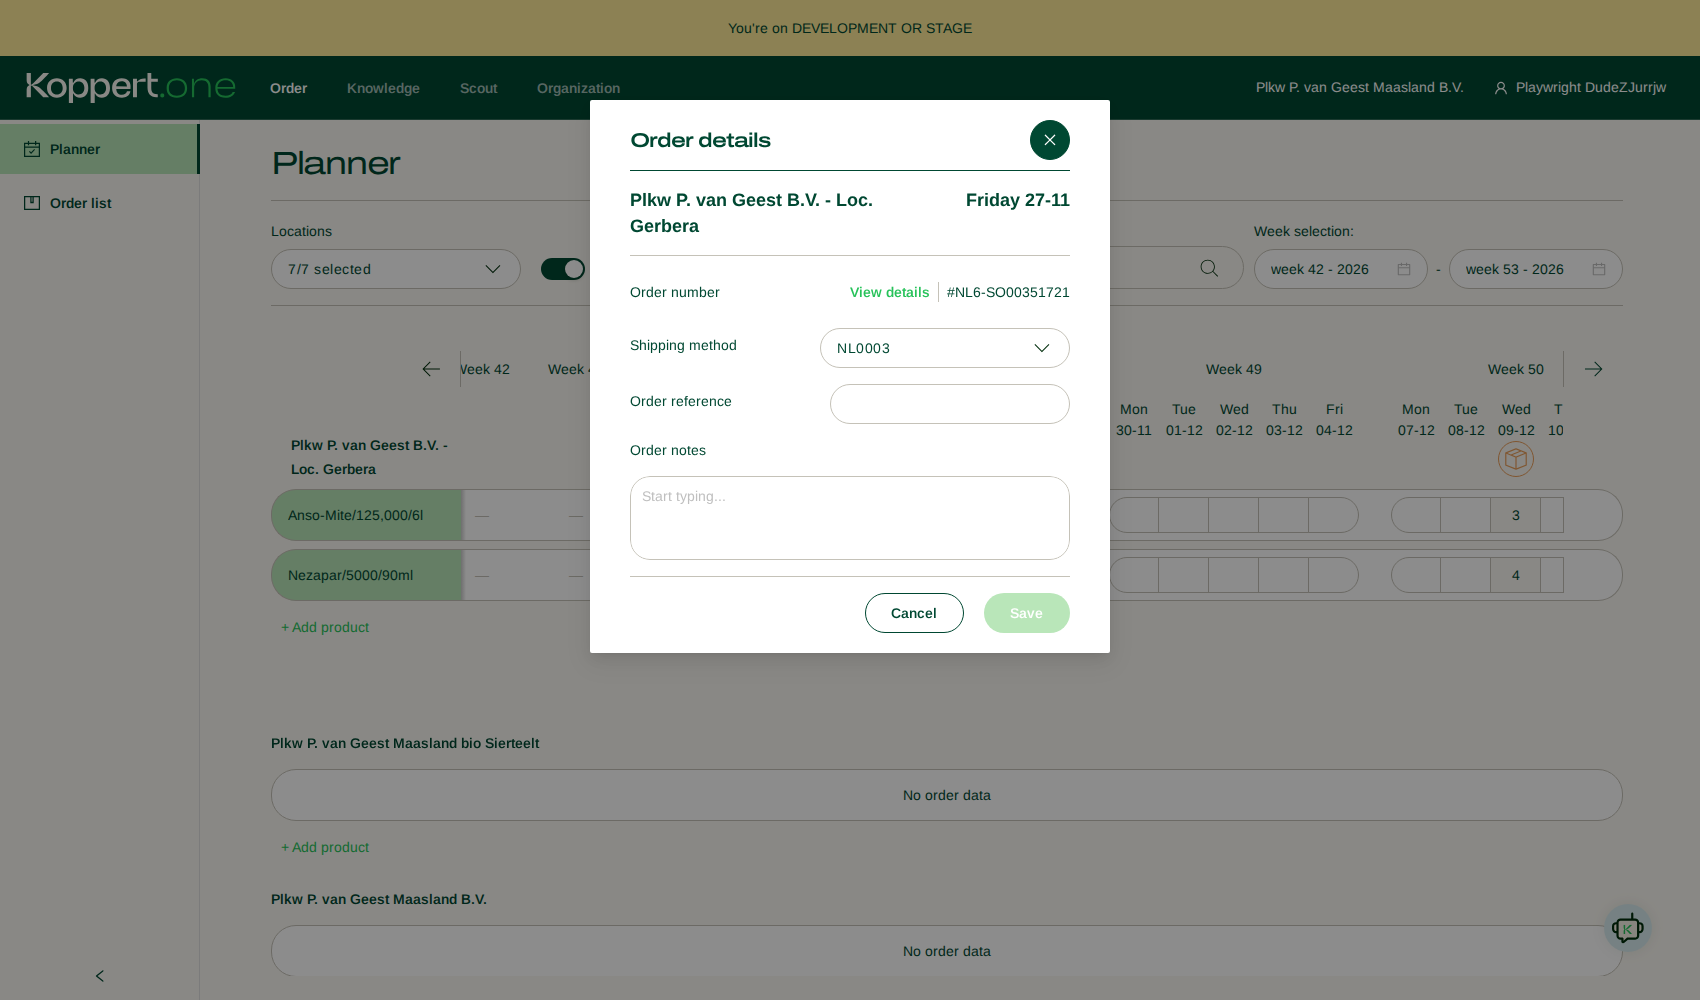 You're on DEVELOPMENT OR STAGE
Koppert.one
Order
Knowledge
Scout
Organization
Plkw P. van Geest Maasland B.V.
Playwright DudeZJurrjw
Planner
Order list
Planner
Locations
7/7 selected
Week selection:
week 42 - 2026
-
week 53 - 2026
Week 42
Week
Week 49
Week 50
Mon Tue Wed Thu Fri
30-11 01-12 02-12 03-12 04-12
Mon Tue Wed T
07-12 08-12 09-12 10
Plkw P. van Geest B.V. -
Loc. Gerbera
Anso-Mite/125,000/6l
— —
3
Nezapar/5000/90ml
— —
4
+ Add product
Plkw P. van Geest Maasland bio Sierteelt
No order data
+ Add product
Plkw P. van Geest Maasland B.V.
No order data
Order details
Plkw P. van Geest B.V. - Loc.
Gerbera
Friday 27-11
Order number
View details
#NL6-SO00351721
Shipping method
NL0003
Order reference
Order notes
Start typing...
Cancel
Save